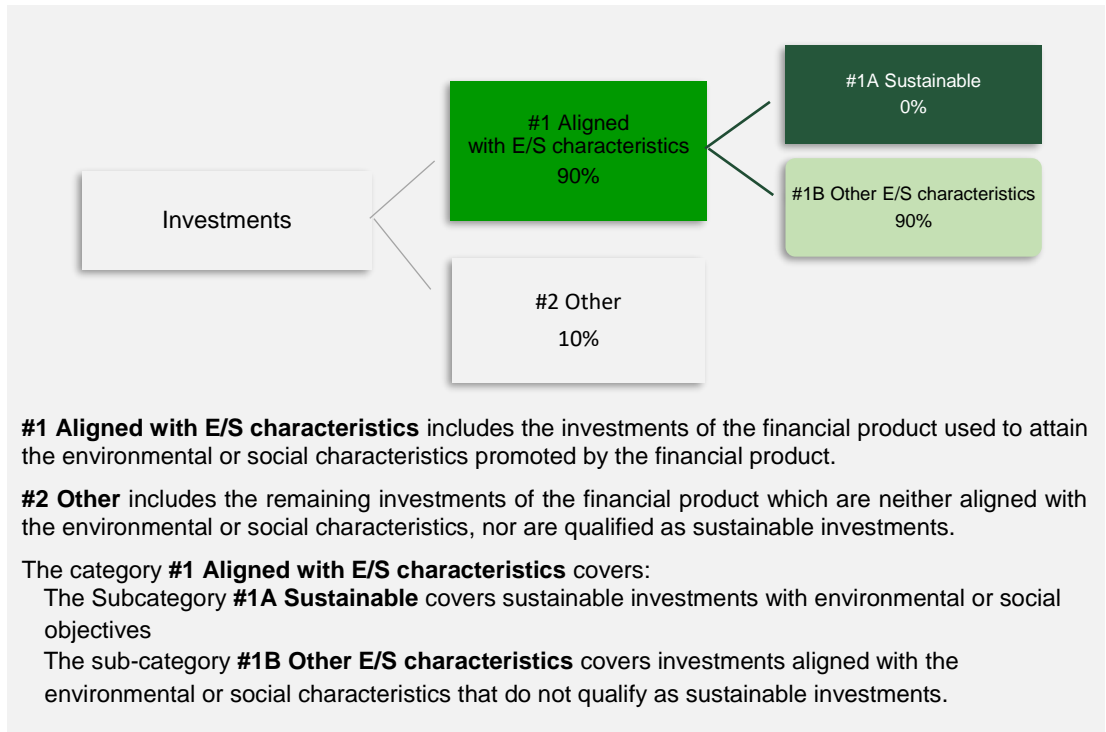 #1A Sustainable
0%
#1 Aligned
with E/S characteristics
90%
#1B Other E/S characteristics
90%
Investments
#2 Other
10%
#1 Aligned with E/S characteristics includes the investments of the financial product used to attain
the environmental or social characteristics promoted by the financial product.
#2 Other includes the remaining investments of the financial product which are neither aligned with
the environmental or social characteristics, nor are qualified as sustainable investments.
The category #1 Aligned with E/S characteristics covers:
The Subcategory #1A Sustainable covers sustainable investments with environmental or social
objectives
The sub-category #1B Other E/S characteristics covers investments aligned with the
environmental or social characteristics that do not qualify as sustainable investments.